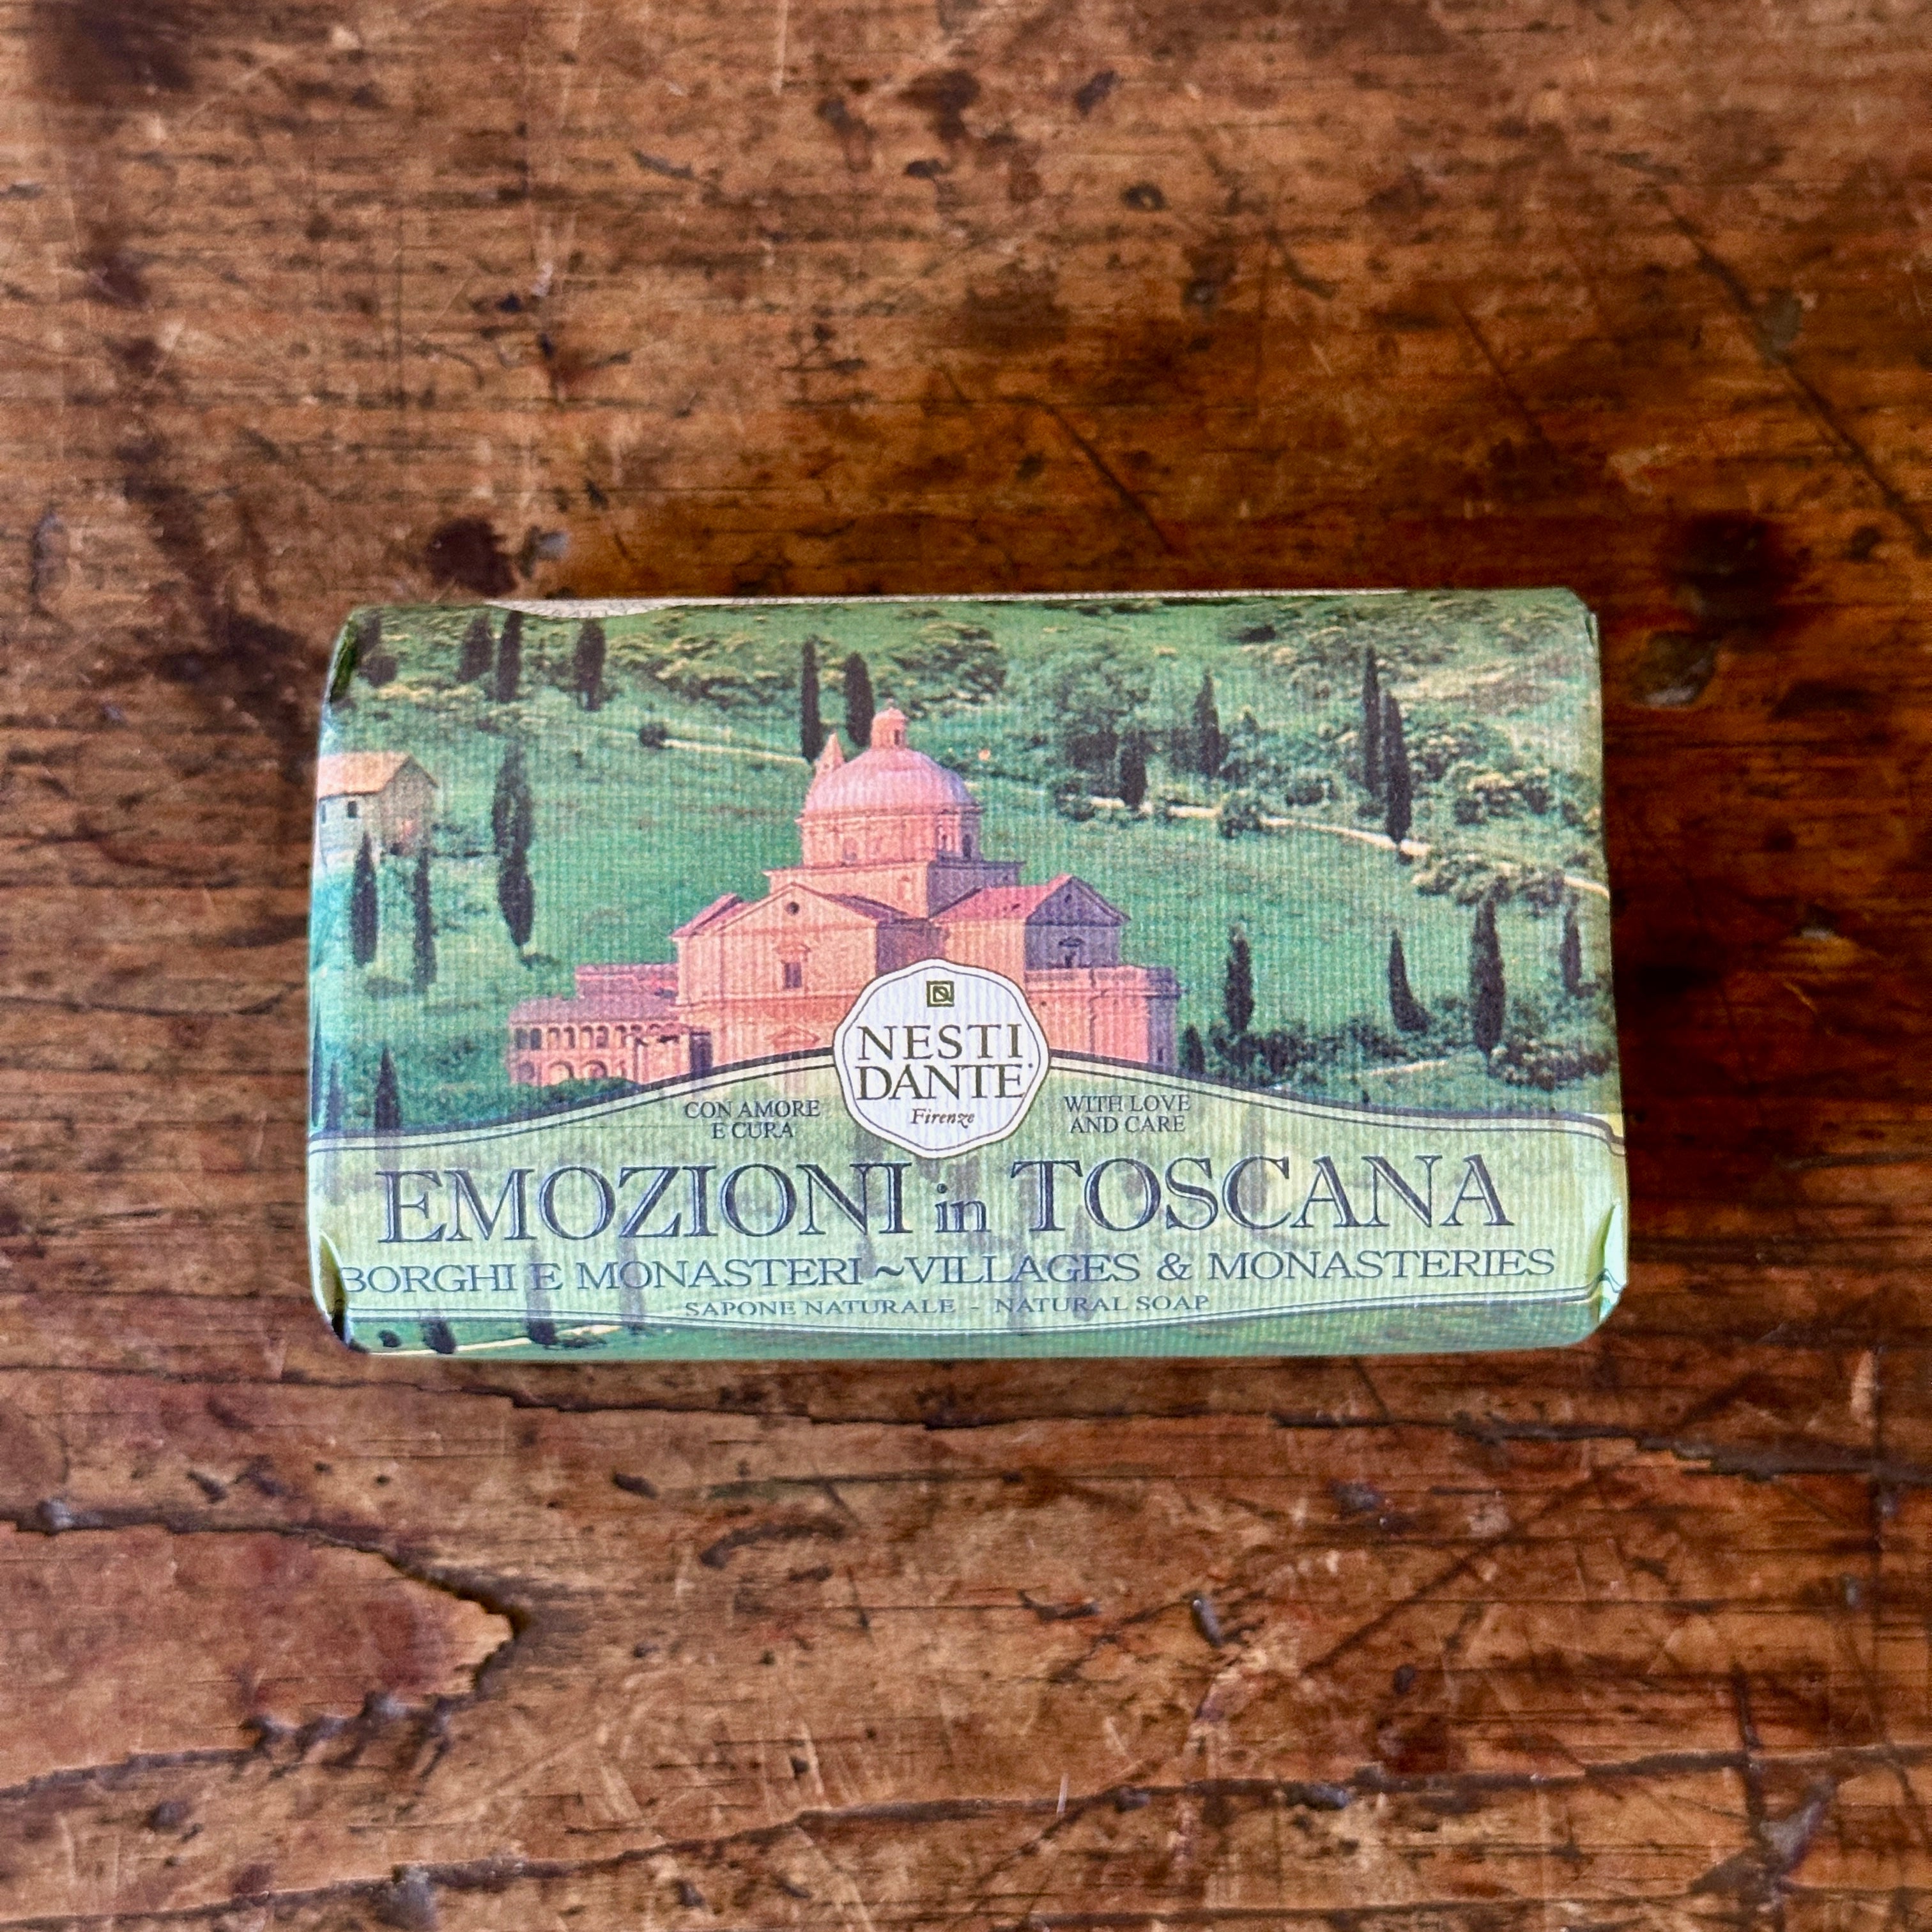 NESTI
DANTE
Firenze
CON AMORE
E CURA
WITH LOVE
AND CARE
EMOZIONI in TOSCANA
BORGHI E MONASTERI~VILLAGES & MONASTERIES
SAPONE NATURALE - NATURAL SOAP